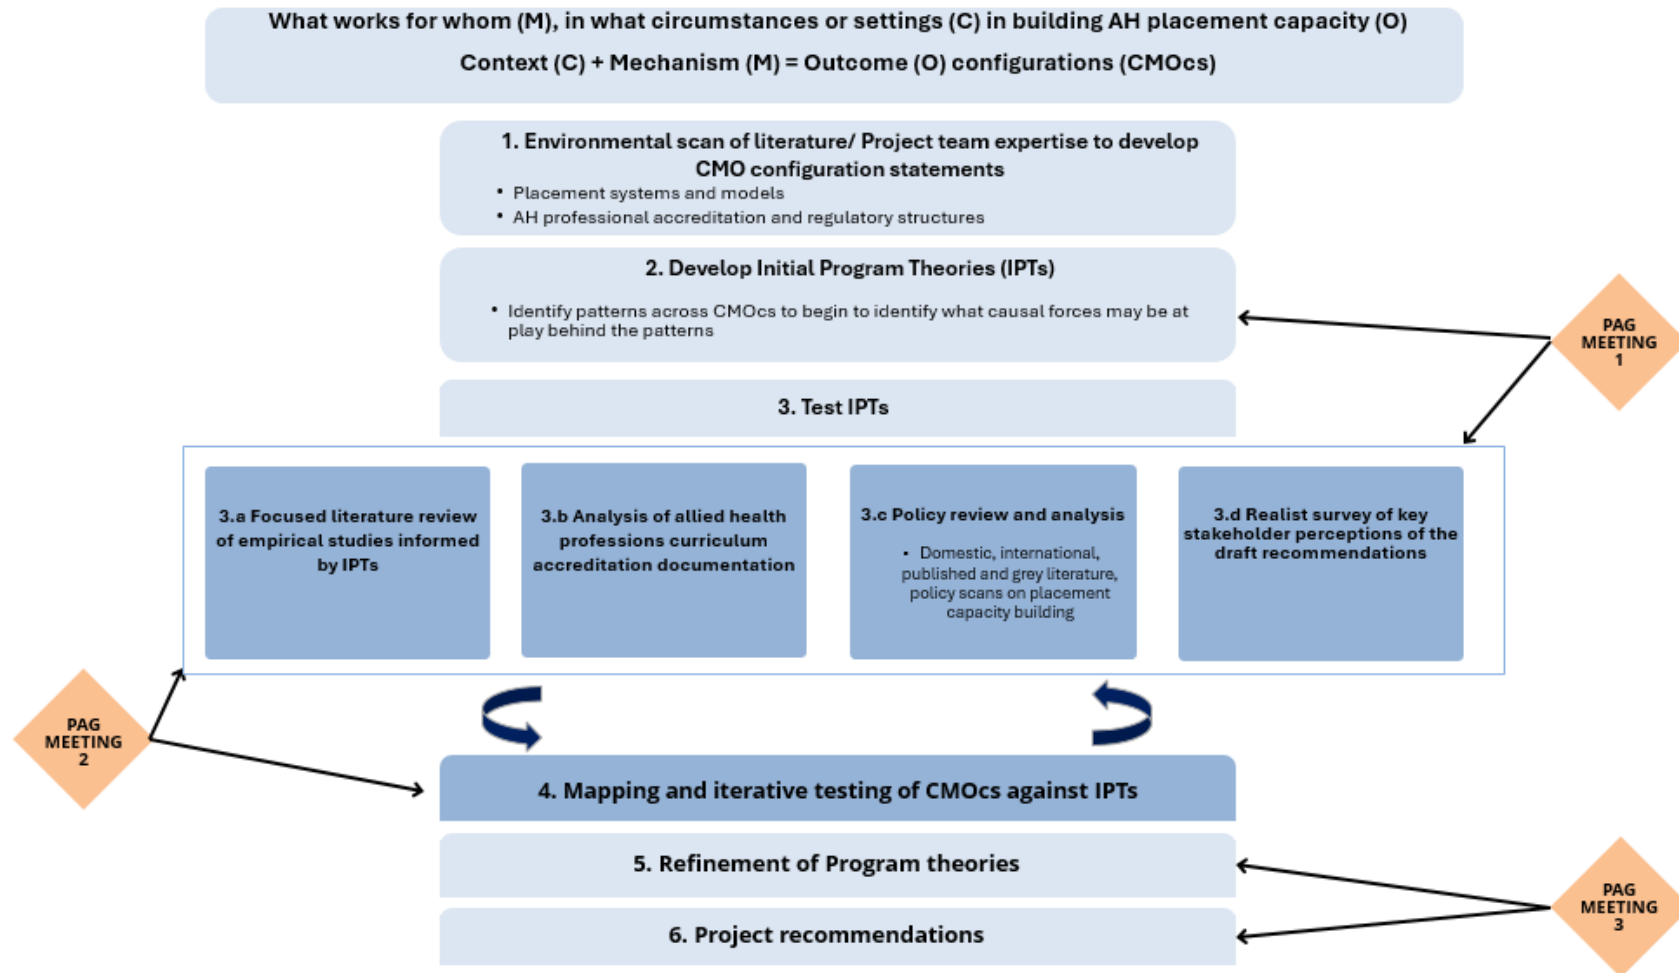 What works for whom (M), in what circumstances or settings (C) in building AH placement capacity (O)
Context (C) + Mechanism (M) = Outcome (O) configurations (CMOcs)
1. Environmental scan of literature/ Project team expertise to develop
CMO configuration statements
• Placement systems and models
• AH professional accreditation and regulatory structures
2. Develop Initial Program Theories (IPTs)
• Identify patterns across CMOcs to begin to identify what causal forces may be at
play behind the patterns
PAG
MEETING
1
3. Test IPTs
3.a Focused literature review
of empirical studies informed
by IPTs
3.b Analysis of allied health
professions curriculum
accreditation documentation
3.c Policy review and analysis
• Domestic, international,
published and grey literature,
policy scans on placement
capacity building
3.d Realist survey of key
stakeholder perceptions of the
draft recommendations
PAG
MEETING
2
4. Mapping and iterative testing of CMOcs against IPTs
5. Refinement of Program theories
6. Project recommendations
PAG
MEETING
3